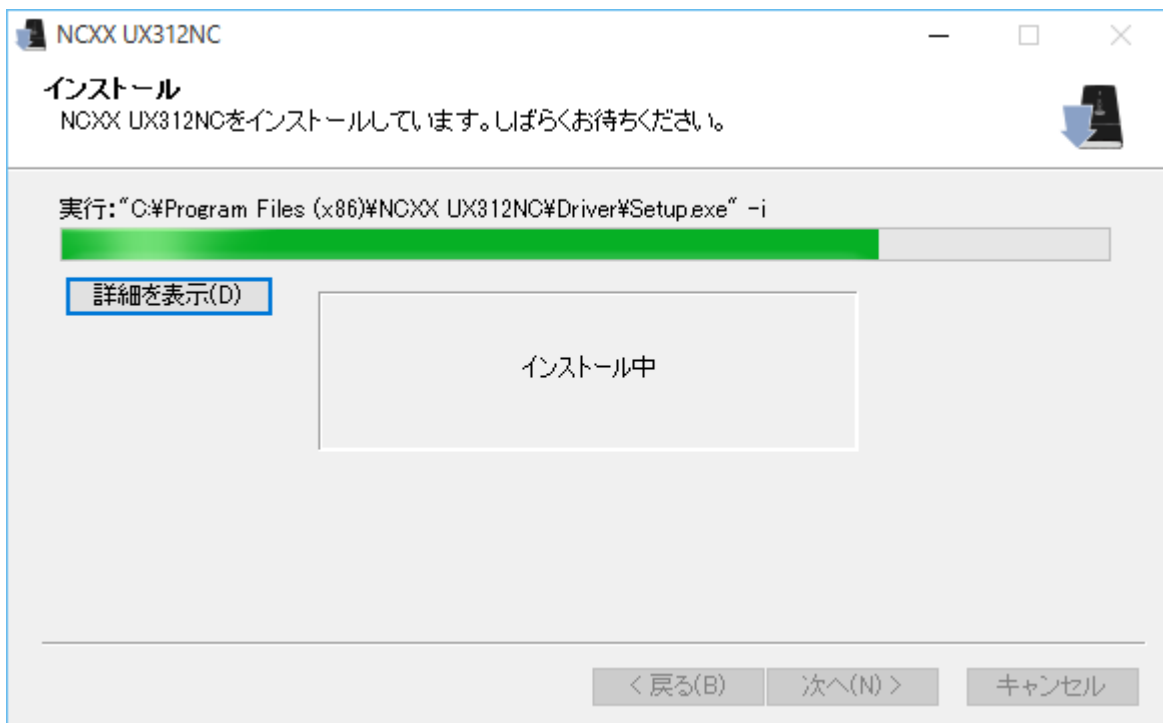 NCXX UX312NC
インストール
NCXX UX312NCをインストールしています。しばらくお待ちください。
実行:"C:¥Program Files (x86)¥NCXX UX312NC¥Driver¥Setup.exe" -i
詳細を表示(D)
インストール中
< 戻る(B) 次へ(N) > キャンセル